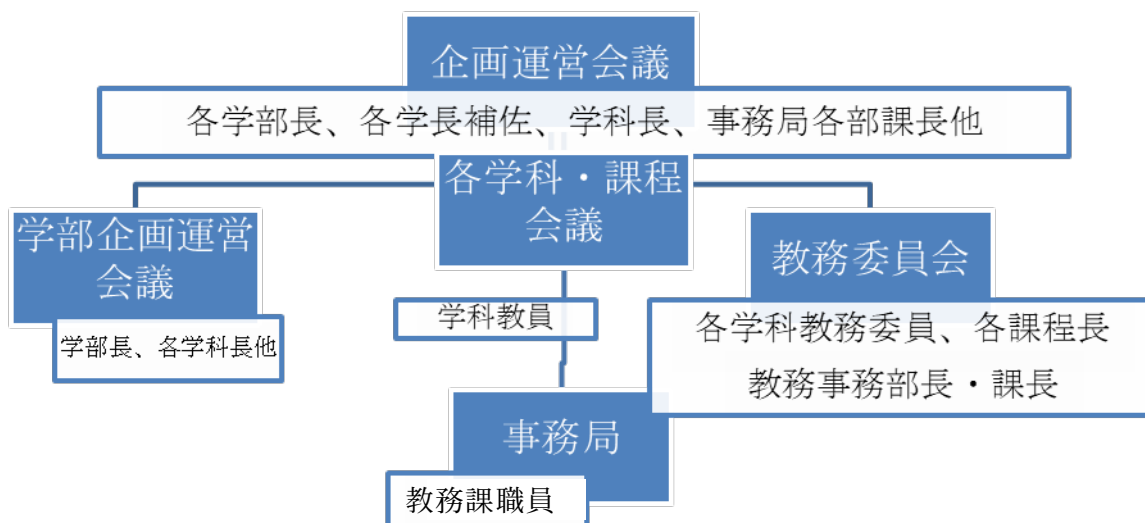 企画運営会議
各学部長、各学長補佐、学科長、事務局各部課長他
各学科・課程
会議
学部企画運営
会議
学部長、各学科長他
教務委員会
各学科教務委員、各課程長
教務事務部長・課長
学科教員
事務局
教務課職員